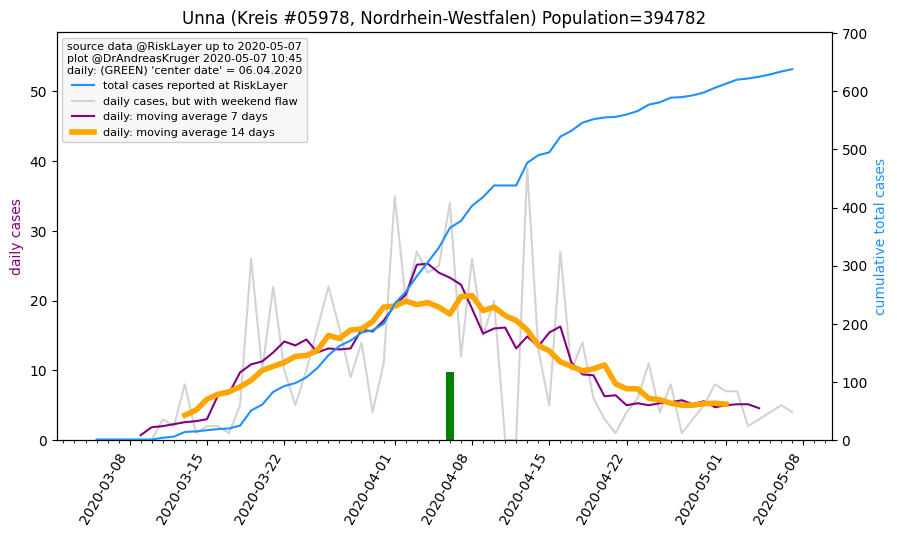 Unna (Kreis #05978, Nordrhein-Westfalen) Population=394782
source data @RiskLayer up to 2020-05-07
plot @DrAndreasKruger 2020-05-07 10:45
daily: (GREEN) 'center date' = 06.04.2020
total cases reported at RiskLayer
daily cases, but with weekend flaw
daily: moving average 7 days
daily: moving average 14 days
daily cases
50
40
30
20
10
0
700
600
500
400
300
200
100
0
cumulative total cases
2020-03-08
2020-03-15
2020-03-22
2020-04-01
2020-04-08
2020-04-15
2020-04-22
2020-05-01
2020-05-08